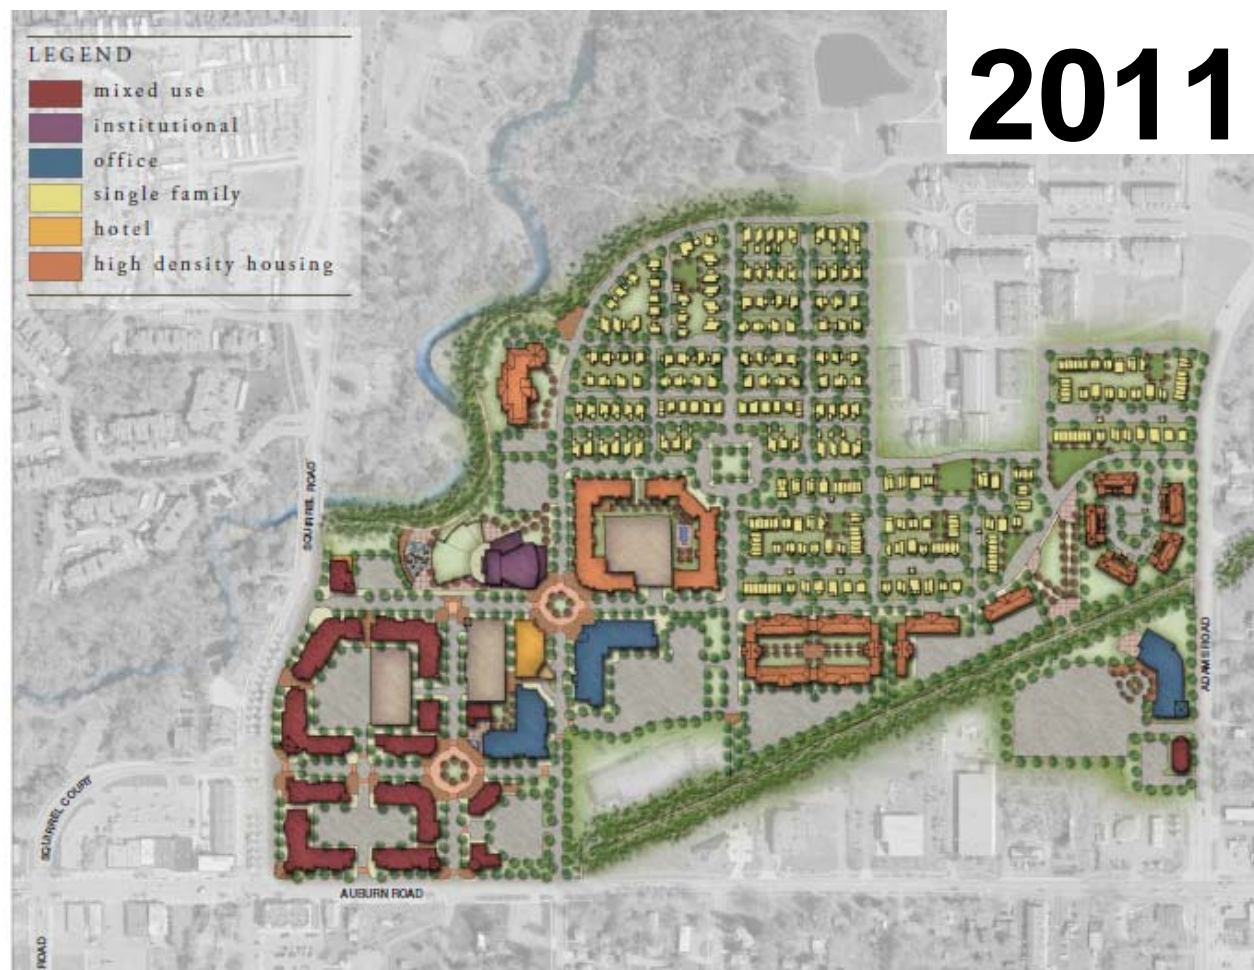 2011
LEGEND
mixed use
institutional
office
single family
hotel
high density housing
SQUIRREL ROAD
ADAMS ROAD
SQUIRREL COURT
AUBURN ROAD
ROAD